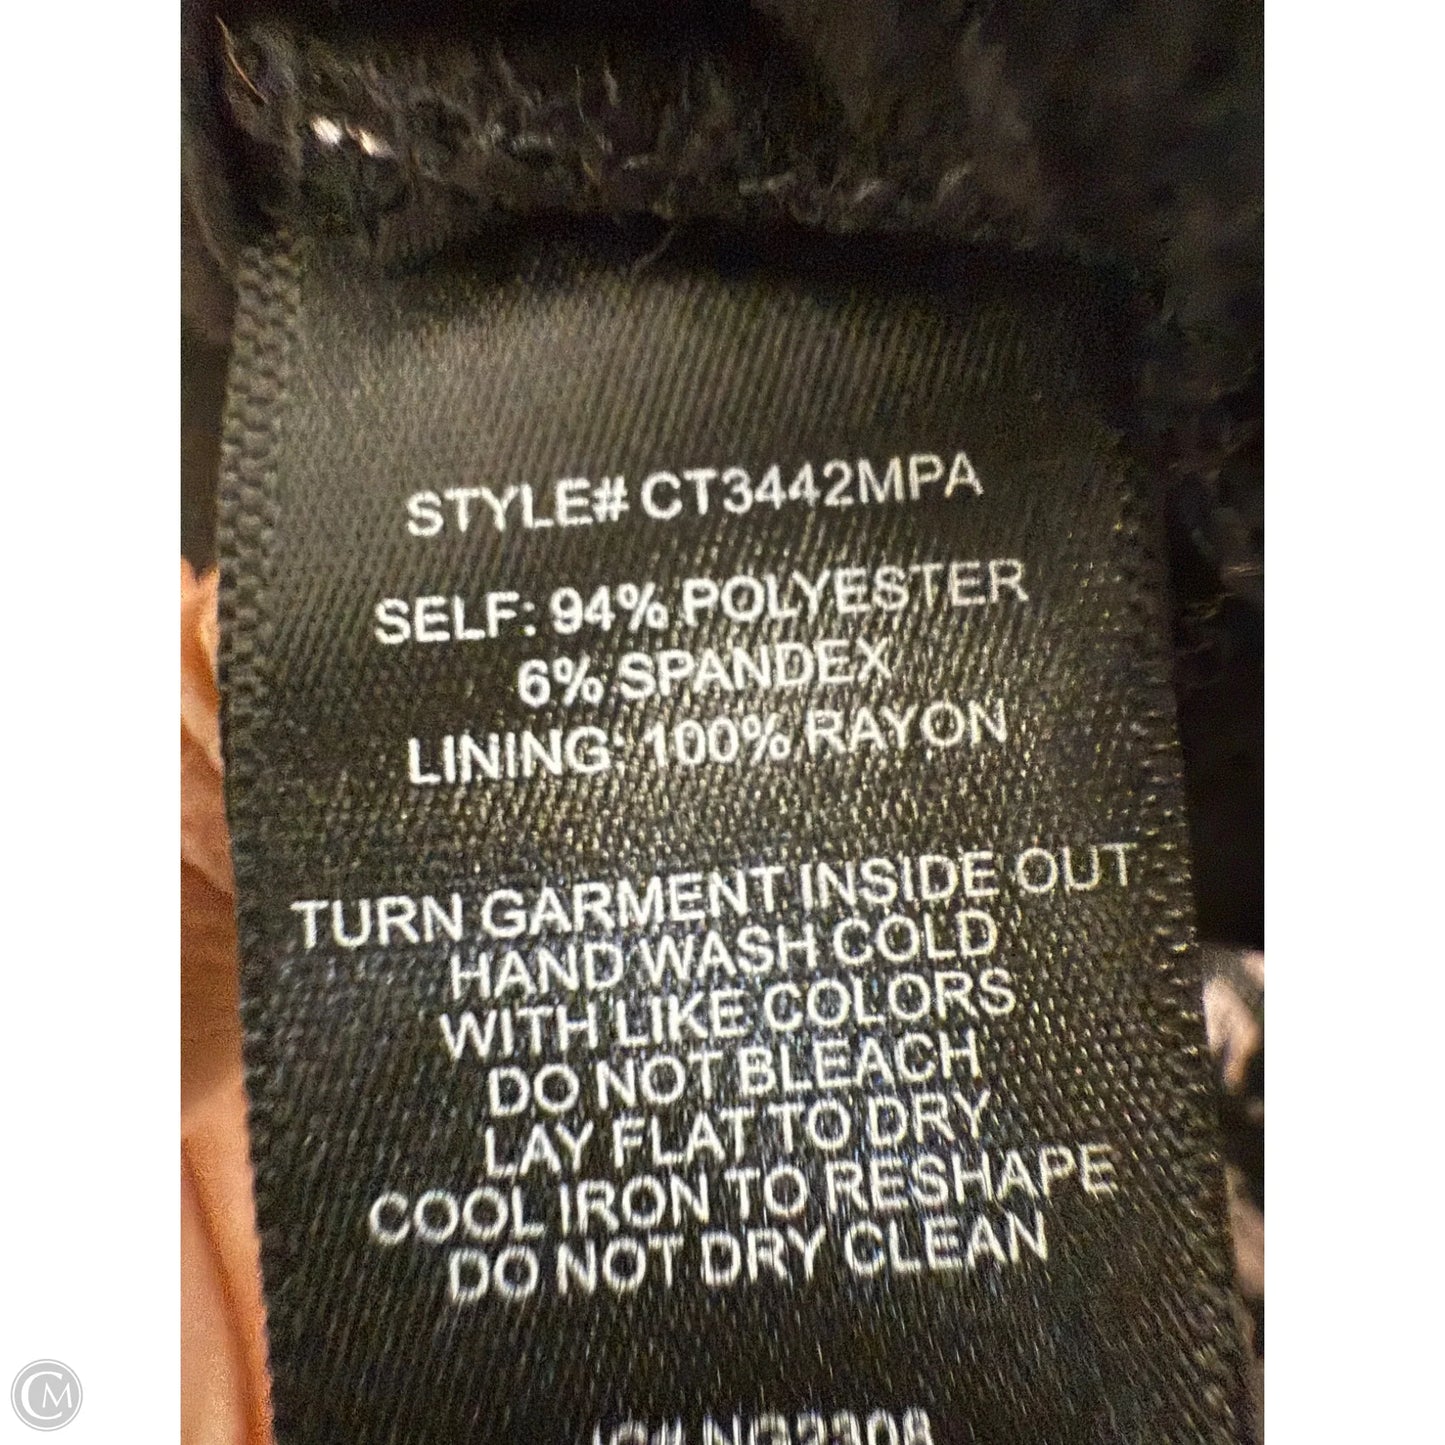 STYLE# CT3442MPA
SELF: 94% POLYESTER
6% SPANDEX
LINING: 100% RAYON
TURN GARMENT INSIDE OUT
HAND WASH COLD
WITH LIKE COLORS
DO NOT BLEACH
LAY FLAT TO DRY
COOL IRON TO RESHAPE
DO NOT DRY CLEAN
CM